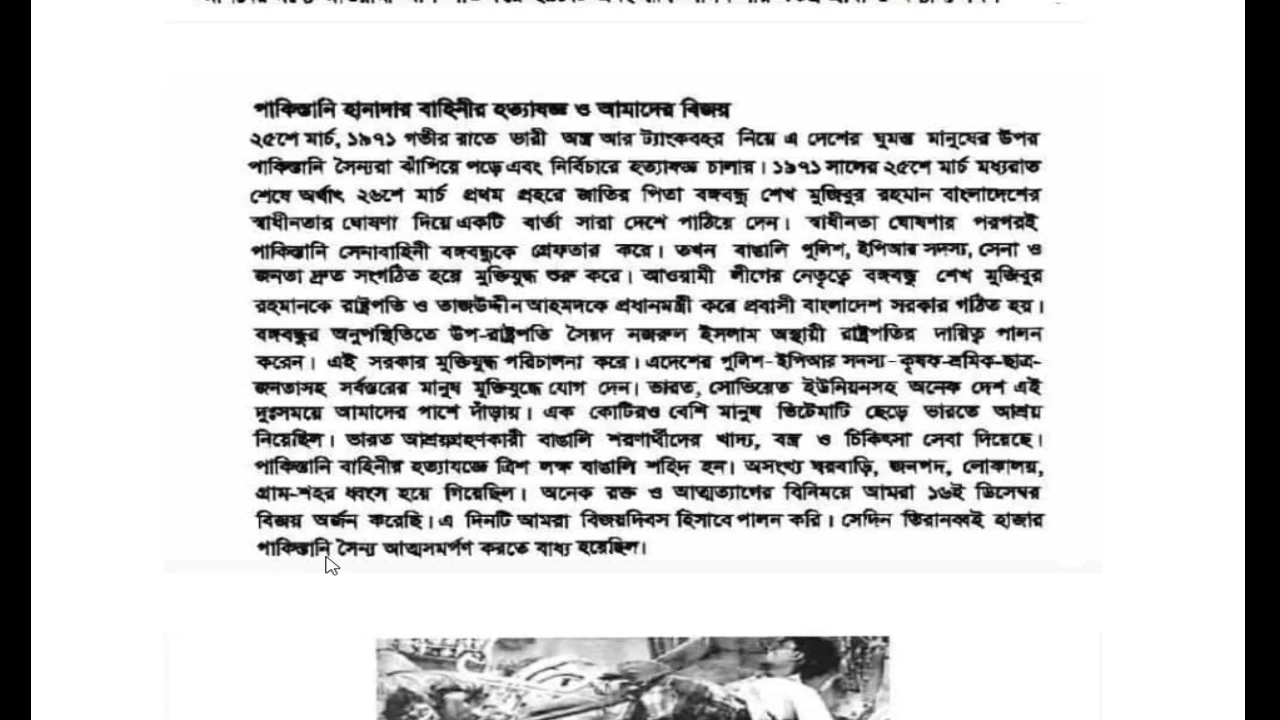 পাকিস্তানি হানাদার বাহিনীর হত্যাযজ্ঞ ও আমাদের বিজয়
২৫শে মার্চ, ১৯৭১ গভীর রাতে ভারী অস্ত্র আর ট্যাংকবহর নিয়ে এ দেশের ঘুমন্ত মানুষের উপর
পাকিস্তানি সৈন্যরা ঝাঁপিয়ে পড়ে এবং নির্বিচারে হত্যাযজ্ঞ চালায়। ১৯৭১ সালের ২৫শে মার্চ মধ্যরাত
শেষে অর্থাৎ ২৬শে মার্চ প্রথম প্রহরে জাতির পিতা বঙ্গবন্ধু শেখ মুজিবুর রহমান বাংলাদেশের
স্বাধীনতার ঘোষণা দিয়ে একটি বার্তা সারা দেশে পাঠিয়ে দেন। স্বাধীনতা ঘোষণার পরপরই
পাকিস্তানি সেনাবাহিনী বঙ্গবন্ধুকে গ্রেফতার করে। তখন বাঙালি পুলিশ, ইপিআর সদস্য, সেনা ও
জনতা দ্রুত সংগঠিত হয়ে মুক্তিযুদ্ধ শুরু করে। আওয়ামী লীগের নেতৃত্বে বঙ্গবন্ধু শেখ মুজিবুর
রহমানকে রাষ্ট্রপতি ও তাজউদ্দীন আহমদকে প্রধানমন্ত্রী করে প্রবাসী বাংলাদেশ সরকার গঠিত হয়।
বঙ্গবন্ধুর অনুপস্থিতিতে উপ-রাষ্ট্রপতি সৈয়দ নজরুল ইসলাম অস্থায়ী রাষ্ট্রপতির দায়িত্ব পালন
করেন। এই সরকার মুক্তিযুদ্ধ পরিচালনা করে। এদেশের পুলিশ-ইপিআর সদস্য-কৃষক-শ্রমিক-ছাত্র-
জনতাসহ সর্বস্তরের মানুষ মুক্তিযুদ্ধে যোগ দেন। ভারত, সোভিয়েত ইউনিয়নসহ অনেক দেশ এই
দুঃসময়ে আমাদের পাশে দাঁড়ায়। এক কোটিরও বেশি মানুষ ভিটেমাটি ছেড়ে ভারতে আশ্রয়
নিয়েছিল। ভারত আশ্রয়গ্রহণকারী বাঙালি শরণার্থীদের খাদ্য, বস্ত্র ও চিকিৎসা সেবা দিয়েছে।
পাকিস্তানি বাহিনীর হত্যাযজ্ঞে ত্রিশ লক্ষ বাঙালি শহিদ হন। অসংখ্য ঘরবাড়ি, জনপদ, লোকালয়,
গ্রাম-শহর ধ্বংস হয়ে গিয়েছিল। অনেক রক্ত ও আত্মত্যাগের বিনিময়ে আমরা ১৬ই ডিসেম্বর
বিজয় অর্জন করেছি। এ দিনটি আমরা বিজয়দিবস হিসাবে পালন করি। সেদিন তিরানব্বই হাজার
পাকিস্তানি সৈন্য আত্মসমর্পণ করতে বাধ্য হয়েছিল।